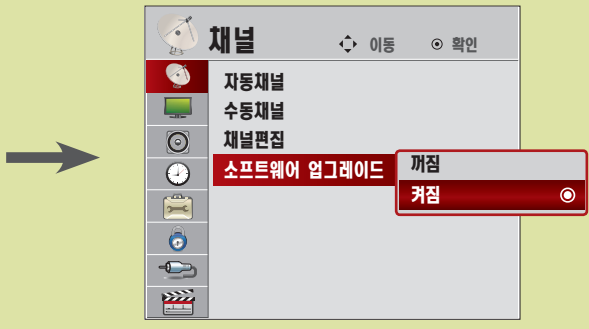 채널 이동 확인
자동채널
수동채널
채널편집
소프트웨어 업그레이드 꺼짐
켜짐